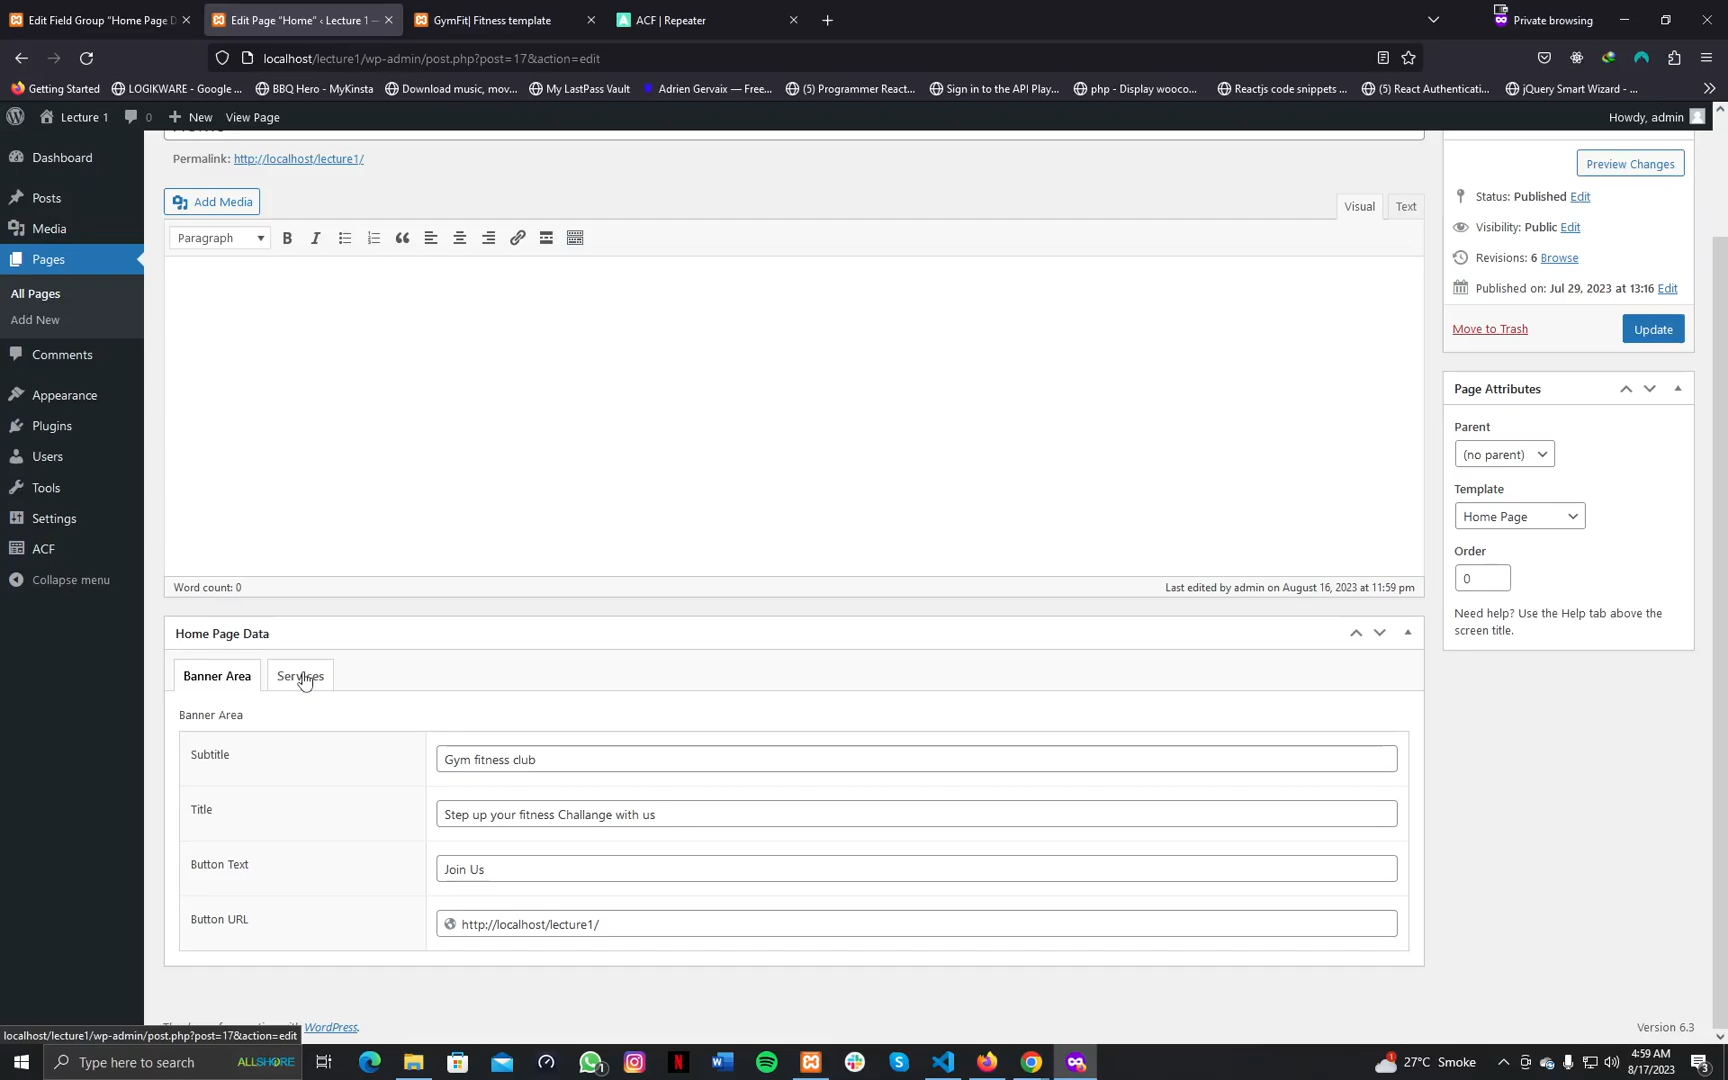 Edit Field Group “Home Page D
Edit Page “Home” ‹ Lecture 1 —
GymFit| Fitness template
ACF | Repeater
Private browsing
localhost/lecture1/wp-admin/post.php?post=17&action=edit
Getting Started
LOGIKWARE - Google ...
BBQ Hero - MyKinsta
Download music, mov...
My LastPass Vault
Adrien Gervaix — Free...
(5) Programmer React...
Sign in to the API Play...
php - Display wooco...
Reactjs code snippets ...
(5) React Authenticati...
jQuery Smart Wizard - ...
Lecture 1
0
New
View Page
Howdy, admin
Dashboard
Posts
Media
Pages
All Pages
Add New
Comments
Appearance
Plugins
Users
Tools
Settings
ACF
Collapse menu
Permalink: http://localhost/lecture1/
Add Media
Visual
Text
Paragraph
B
I
Word count: 0
Last edited by admin on August 16, 2023 at 11:59 pm
Home Page Data
Banner Area
Services
Banner Area
Subtitle
Gym fitness club
Title
Step up your fitness Challange with us
Button Text
Join Us
Button URL
http://localhost/lecture1/
Preview Changes
Status: Published Edit
Visibility: Public Edit
Revisions: 6 Browse
Published on: Jul 29, 2023 at 13:16 Edit
Move to Trash
Update
Page Attributes
Parent
(no parent)
Template
Home Page
Order
0
Need help? Use the Help tab above the
screen title.
WordPress.
Version 6.3
localhost/lecture1/wp-admin/post.php?post=17&action=edit
Type here to search
ALLSHORE
1
27°C Smoke
4:59 AM
8/17/2023
3